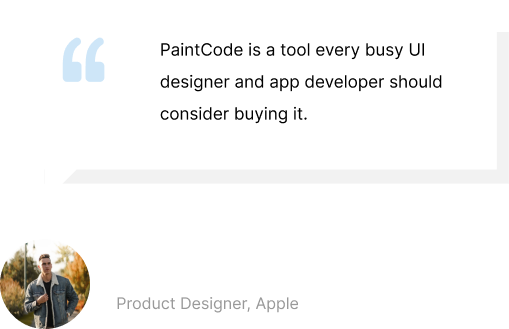 PaintCode is a tool every busy UI
designer and app developer should
consider buying it.
Product Designer, Apple